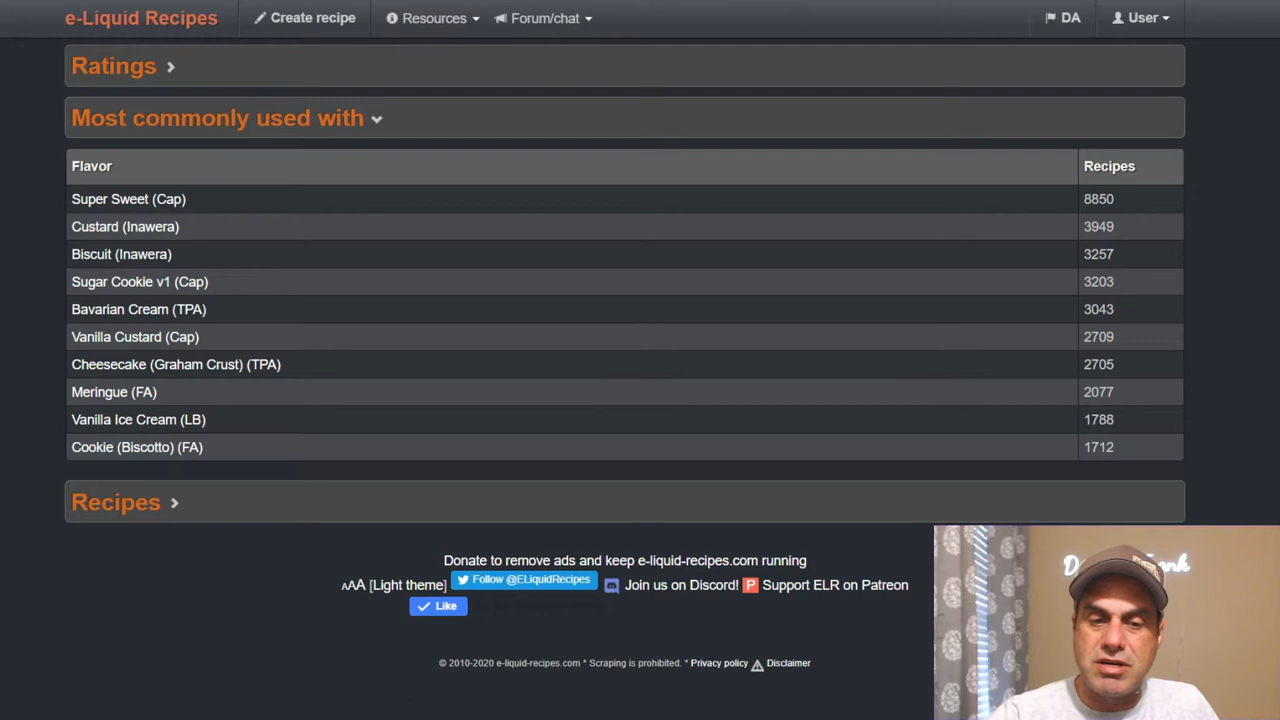 e-Liquid Recipes Create recipe Resources Forum/chat DA User
Ratings
Most commonly used with
Flavor Recipes
Super Sweet (Cap) 8850
Custard (Inawera) 3949
Biscuit (Inawera) 3257
Sugar Cookie v1 (Cap) 3203
Bavarian Cream (TPA) 3043
Vanilla Custard (Cap) 2709
Cheesecake (Graham Crust) (TPA) 2705
Meringue (FA) 2077
Vanilla Ice Cream (LB) 1788
Cookie (Biscotto) (FA) 1712
Recipes
Donate to remove ads and keep e-liquid-recipes.com running
AAA [Light theme] Follow @ELiquidRecipes Join us on Discord! Support ELR on Patreon
Like
© 2010-2020 e-liquid-recipes.com * Scraping is prohibited. * Privacy policy Disclaimer